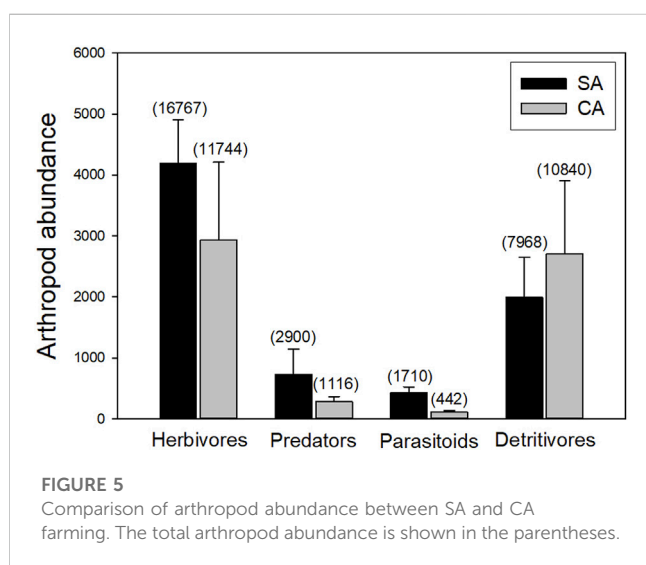 6000
5000
4000
3000
2000
1000
0
Arthropod abundance
SA
CA
(16767)
(11744)
(2900)
(1116)
(1710)
(442)
(7968)
(10840)
Herbivores Predators Parasitoids Detritivores
FIGURE 5
Comparison of arthropod abundance between SA and CA
farming. The total arthropod abundance is shown in the parentheses.